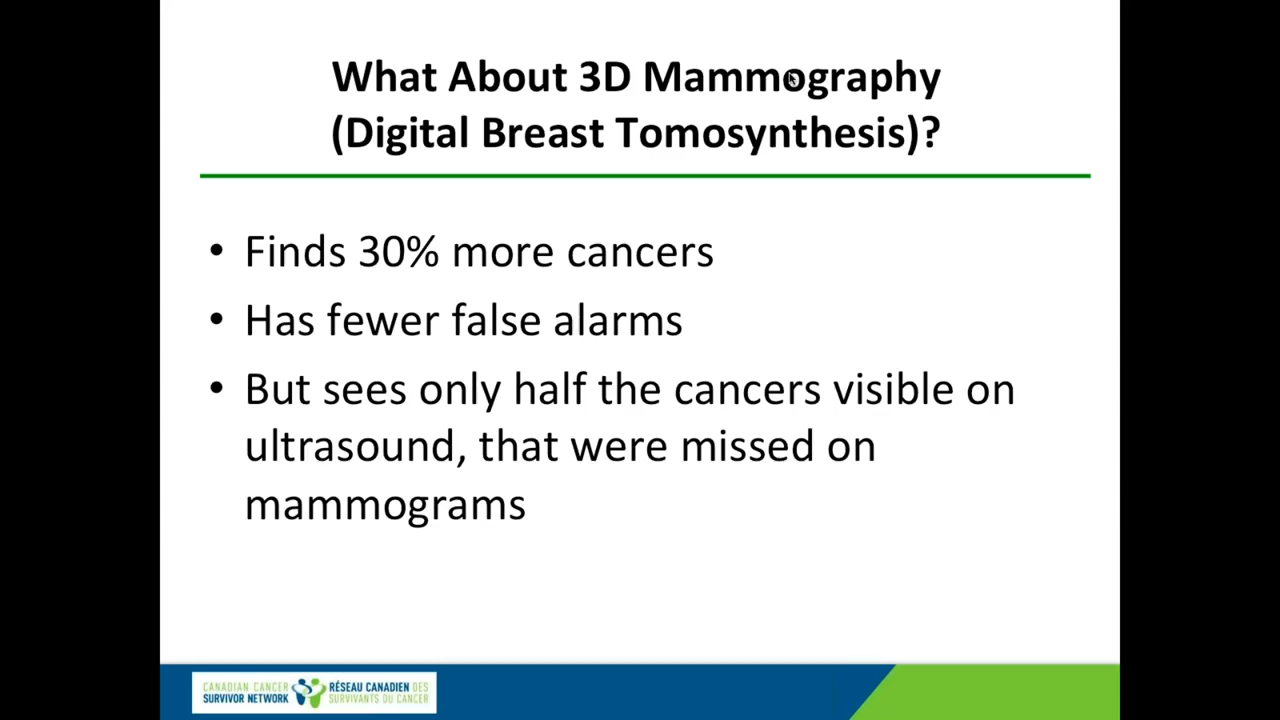 What About 3D Mammography
(Digital Breast Tomosynthesis)?
• Finds 30% more cancers
• Has fewer false alarms
• But sees only half the cancers visible on
ultrasound, that were missed on
mammograms
CANADIAN CANCER
SURVIVOR NETWORK
RÉSEAU CANADIEN DES
SURVIVANTS DU CANCER